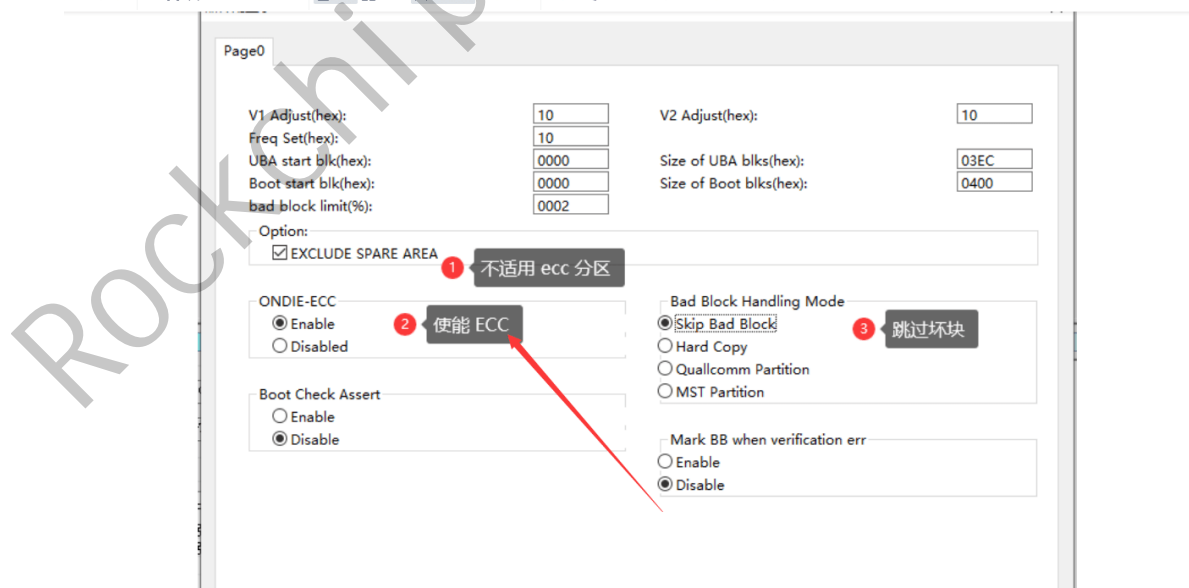 Page0
V1 Adjust(hex): 10 V2 Adjust(hex): 10
Freq Set(hex): 10
UBA start blk(hex): 0000 Size of UBA blks(hex): 03EC
Boot start blk(hex): 0000 Size of Boot blks(hex): 0400
bad block limit(%): 0002
Option:
EXCLUDE SPARE AREA
1 不适用 ecc 分区
ONDIE-ECC
Enable
2 使能 ECC
Disabled
Bad Block Handling Mode
Skip Bad Block
3 跳过坏块
Hard Copy
Quallcomm Partition
MST Partition
Boot Check Assert
Enable
Disable
Mark BB when verification err
Enable
Disable
Rockchip